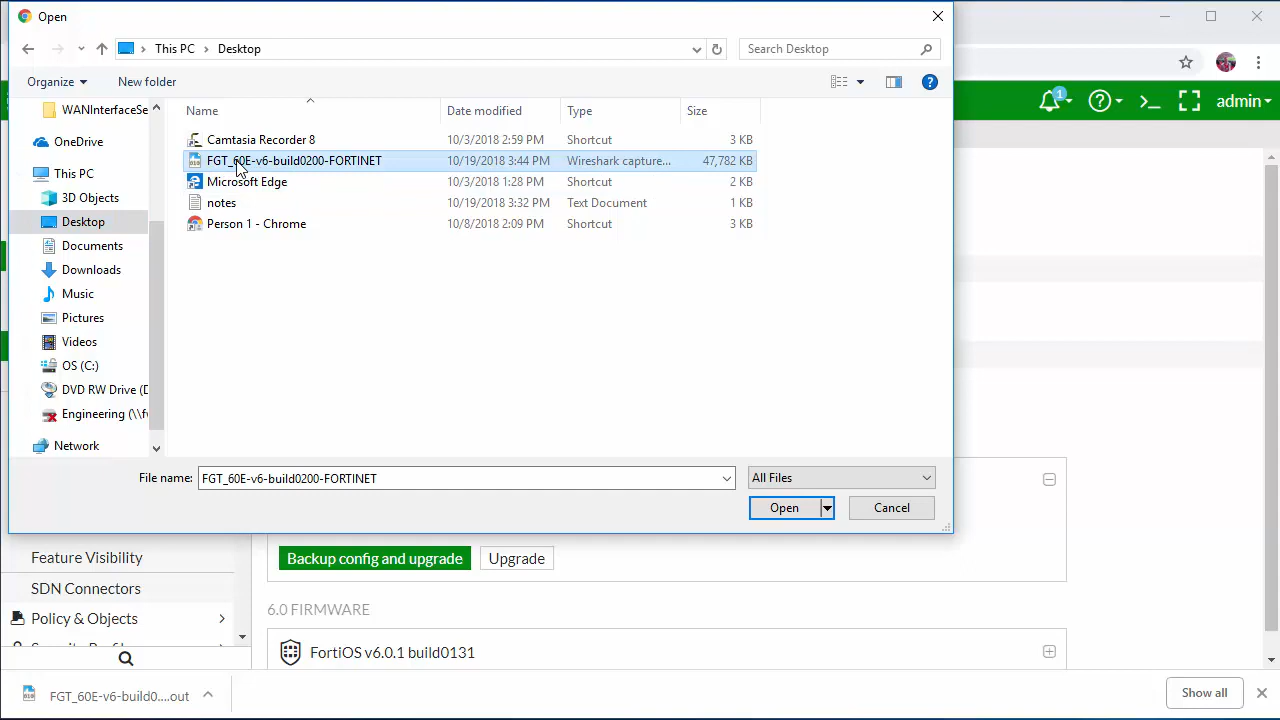 Open
This PC > Desktop
Search Desktop
Organize
New folder
Name
Date modified
Type
Size
WANInterfaceSe
OneDrive
This PC
3D Objects
Desktop
Documents
Downloads
Music
Pictures
Videos
OS (C:)
DVD RW Drive (D
Engineering (\\f
Network
Camtasia Recorder 8 10/3/2018 2:59 PM Shortcut 3 KB
FGT_60E-v6-build0200-FORTINET 10/19/2018 3:44 PM Wireshark capture... 47,782 KB
Microsoft Edge 10/3/2018 1:28 PM Shortcut 2 KB
notes 10/19/2018 3:32 PM Text Document 1 KB
Person 1 - Chrome 10/8/2018 2:09 PM Shortcut 3 KB
File name: FGT_60E-v6-build0200-FORTINET
All Files
Open
Cancel
1
admin
Feature Visibility
SDN Connectors
Policy & Objects
Backup config and upgrade
Upgrade
6.0 FIRMWARE
FortiOS v6.0.1 build0131
FGT_60E-v6-build0....out
Show all